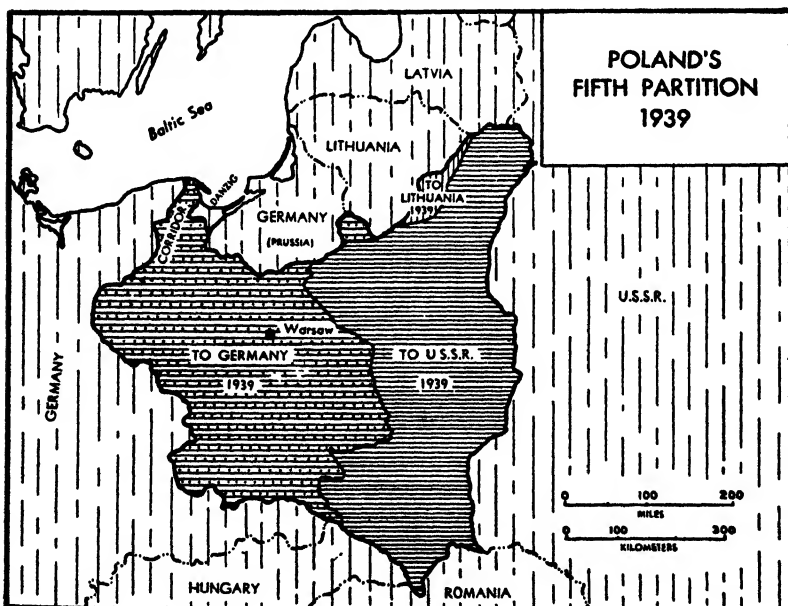 POLAND'S
FIFTH PARTITION
1939
LATVIA
Baltic Sea
LITHUANIA
DANZIG
TO
LITHUANIA
1939
CORRIDOR
GERMANY
(PRUSSIA)
U.S.S.R.
Warsaw
TO GERMANY
1939
TO U.S.S.R.
1939
GERMANY
0 100 200
MILES
0 100 300
KILOMETERS
HUNGARY
ROMANIA